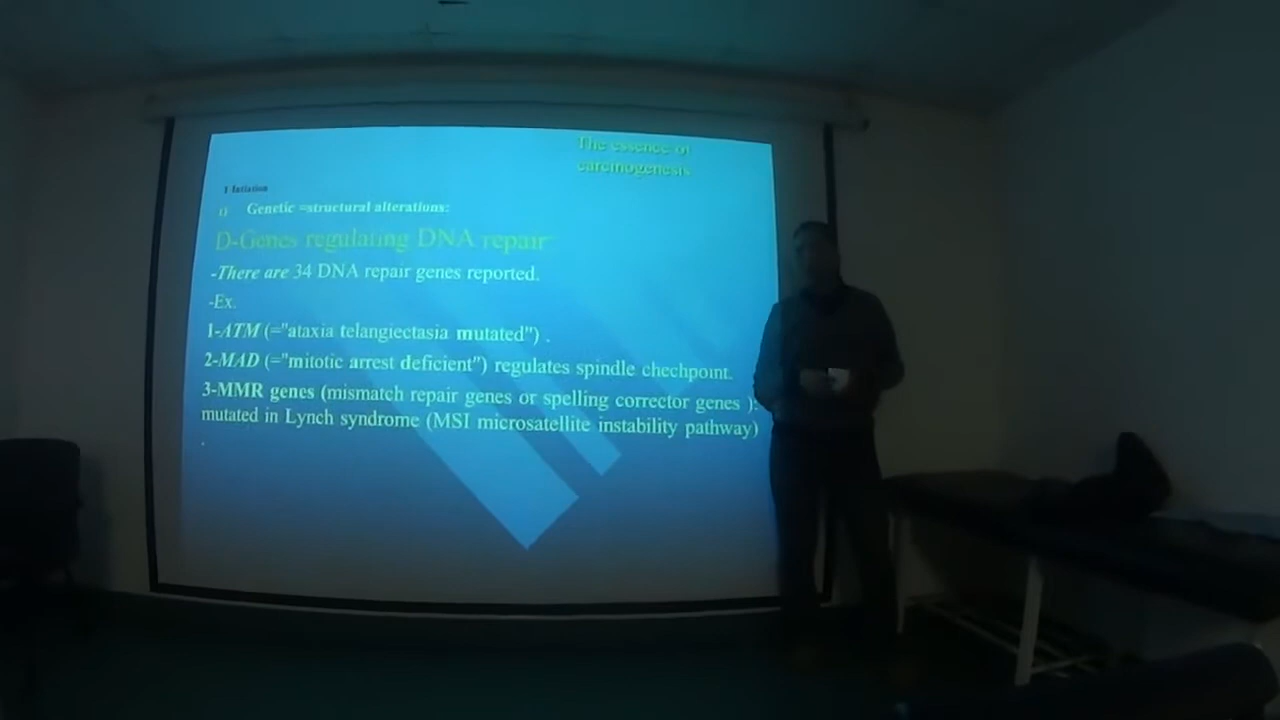 The essence of
carcinogenesis
1 Intiation
1) Genetic =structural alterations:
D-Genes regulating DNA repair
-There are 34 DNA repair genes reported.
-Ex.
1-ATM (="ataxia telangiectasia mutated") .
2-MAD (="mitotic arrest deficient") regulates spindle chechpoint.
3-MMR genes (mismatch repair genes or spelling corrector genes ):
mutated in Lynch syndrome (MSI microsatellite instability pathway)
.